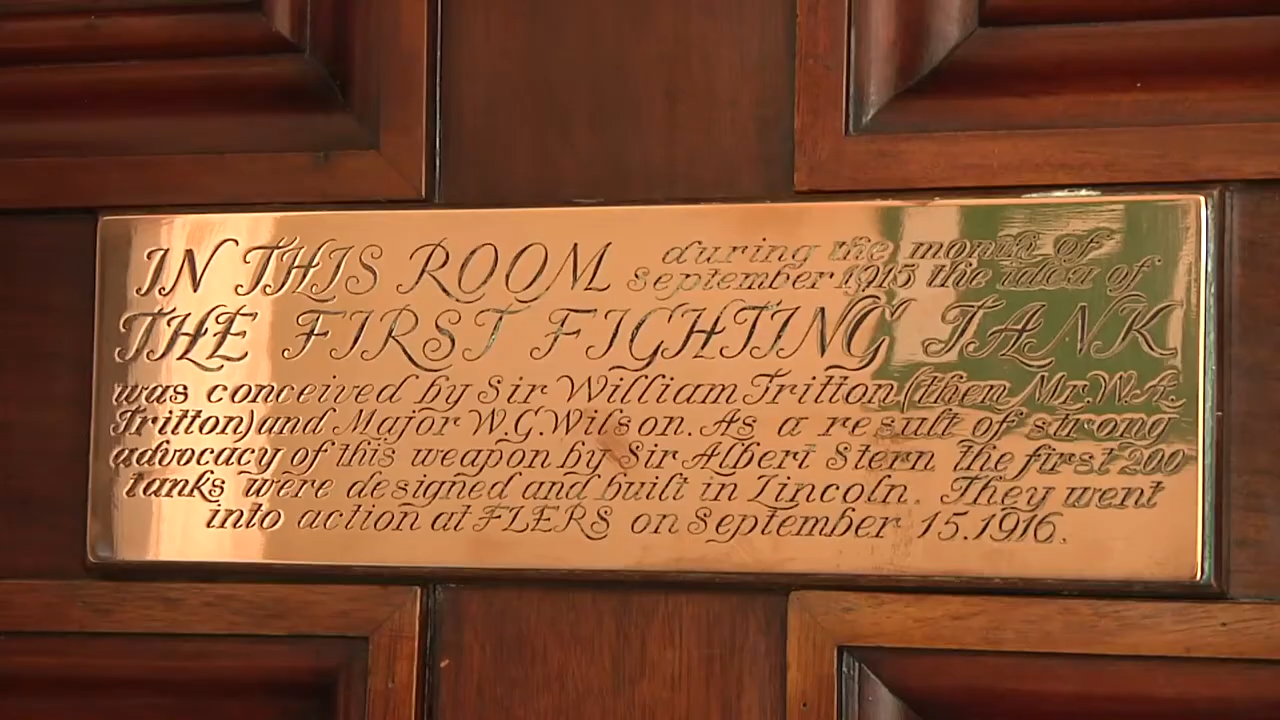 IN THIS ROOM during the month of
September 1915 the idea of
THE FIRST FIGHTING TANK
was conceived by Sir William Tritton (then Mr. W. A.
Tritton) and Major W. G. Wilson. As a result of strong
advocacy of this weapon by Sir Albert Stern the first 200
tanks were designed and built in Lincoln. They went
into action at FLERS on September 15. 1916.